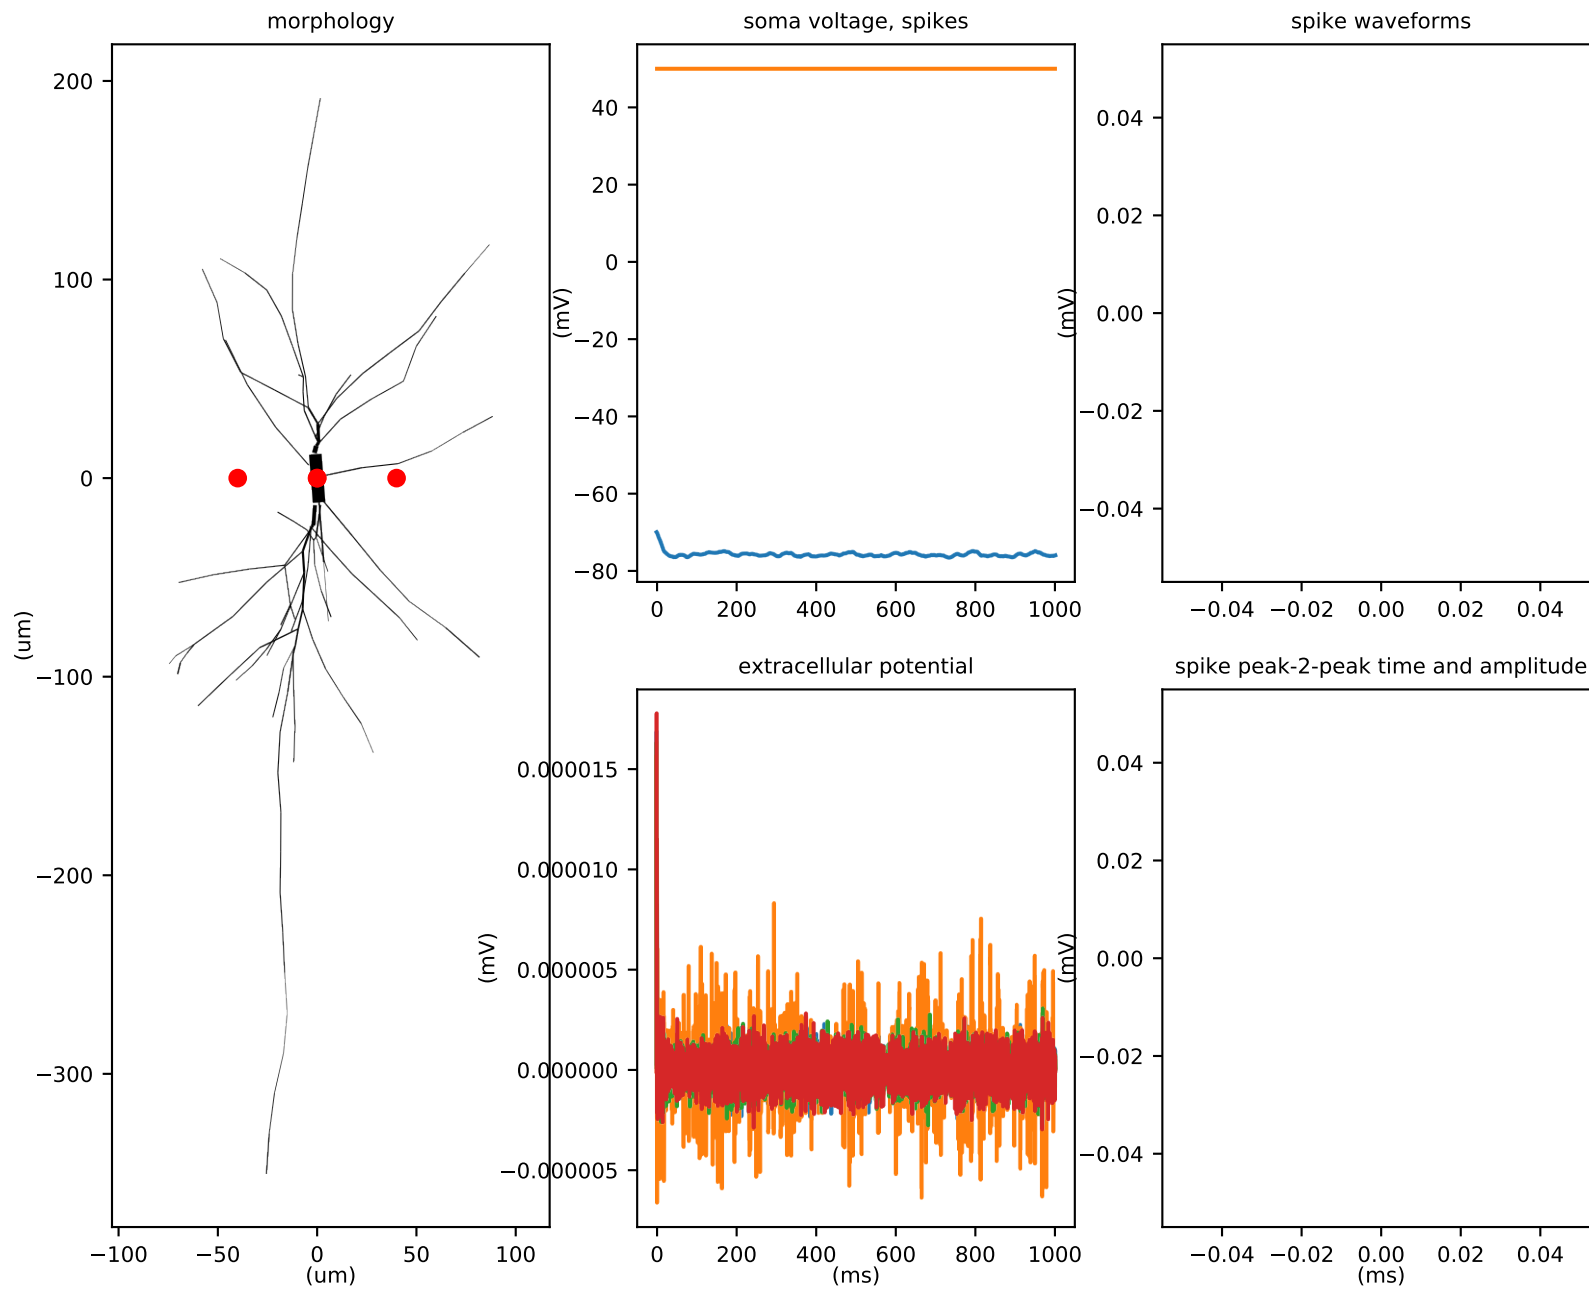 morphology
200
100
0
−100
−200
−300
(um)
−100 −50 0 50 100
(um)
soma voltage, spikes
40
20
0
−20
−40
−60
−80
(mV)
0 200 400 600 800 1000
spike waveforms
0.04
0.02
0.00
−0.02
−0.04
(mV)
−0.04 −0.02 0.00 0.02 0.04
extracellular potential
0.000015
0.000010
0.000005
0.000000
−0.000005
(mV)
0 200 400 600 800 1000
(ms)
spike peak-2-peak time and amplitude
0.04
0.02
0.00
−0.02
−0.04
(mV)
−0.04 −0.02 0.00 0.02 0.04
(ms)